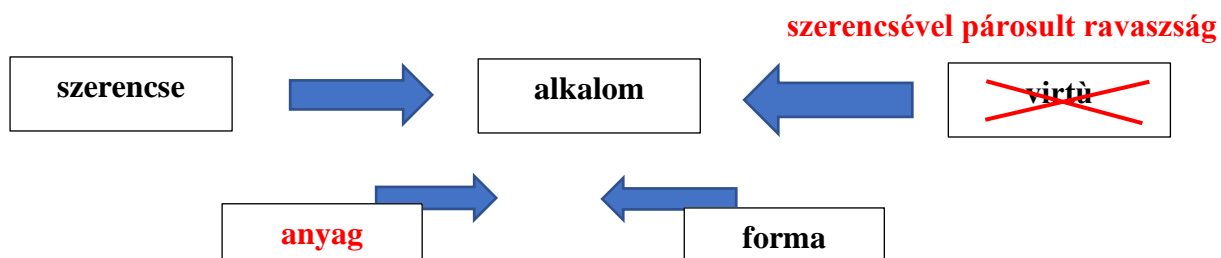 szerencsével párosult ravaszság
szerencse
alkalom
virtù
anyag
forma